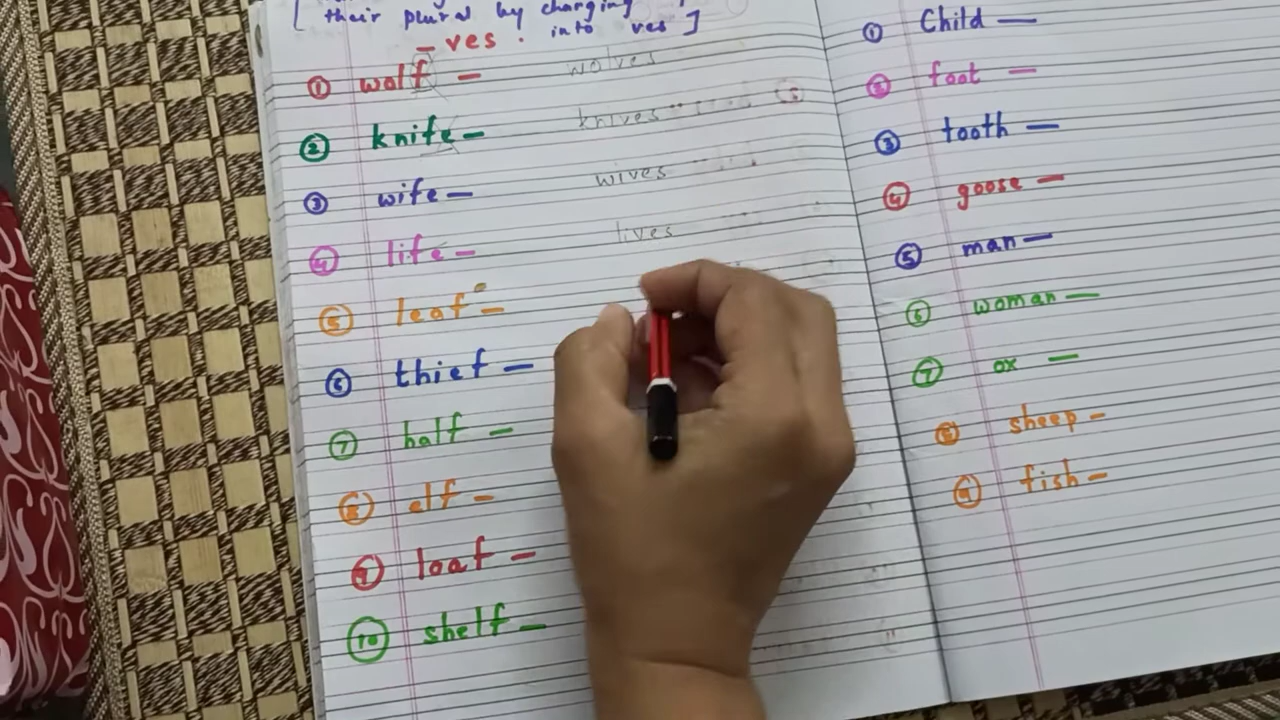 [ their plural by changing
into ves ]
- ves .
① wolf - wolves
② knife - knives
③ wife - wives
④ life - lives
⑤ leaf -
⑥ thief -
⑦ half -
⑧ elf -
⑨ loaf -
⑩ shelf -
① Child -
② foot -
③ tooth -
④ goose -
⑤ man -
⑥ woman -
⑦ ox -
⑧ sheep -
⑨ fish -